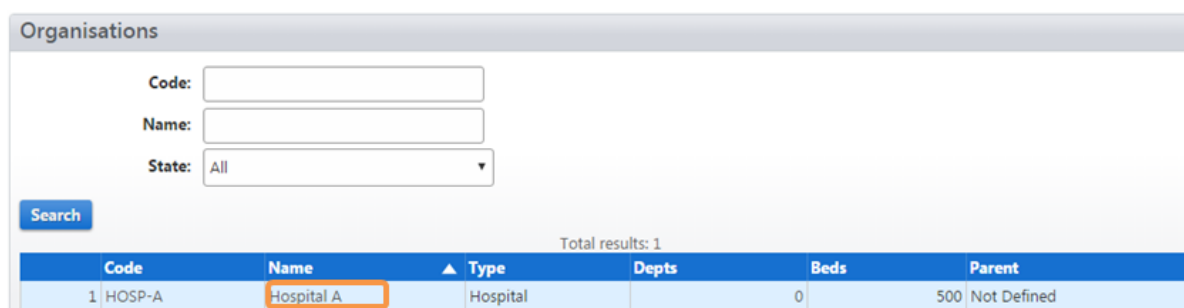 Organisations
Code:
Name:
State: All
Search
Total results: 1
Code Name Type Depts Beds Parent
1 HOSP-A Hospital A Hospital 0 500 Not Defined